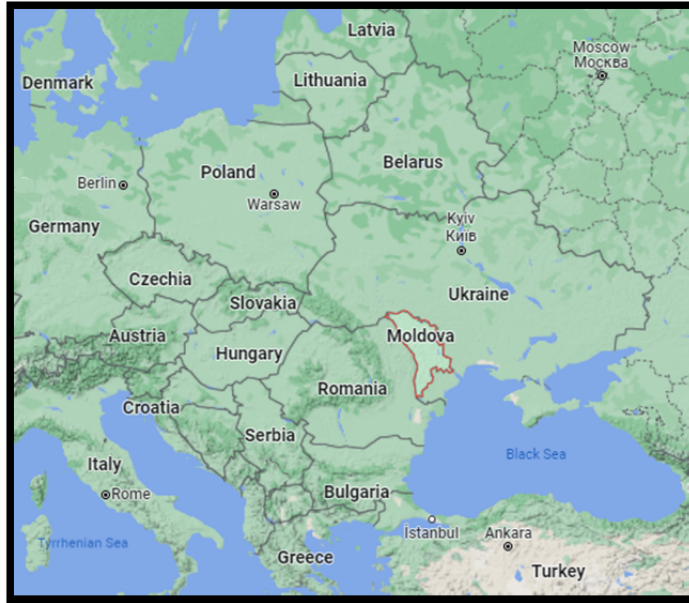 Latvia
Moscow
Москва
Denmark
Lithuania
Belarus
Poland
Berlin
Warsaw
Kyiv
Київ
Germany
Czechia
Ukraine
Slovakia
Austria
Moldova
Hungary
Romania
Croatia
Serbia
Black Sea
Italy
Rome
Bulgaria
İstanbul
Ankara
Tyrrhenian Sea
Greece
Turkey